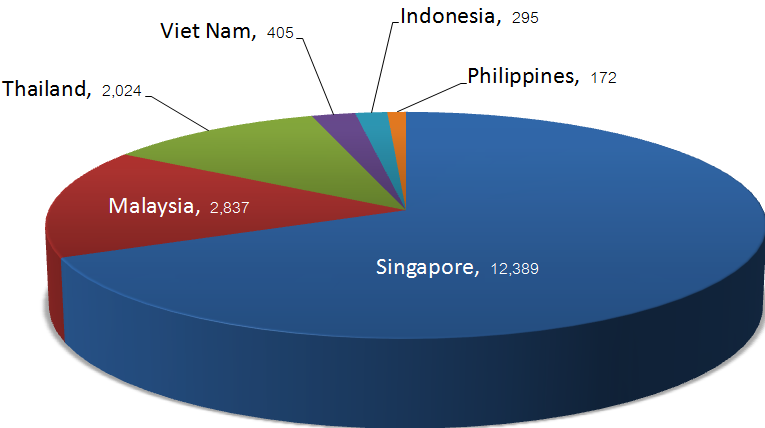 Indonesia, 295
Viet Nam, 405
Philippines, 172
Thailand, 2,024
Malaysia, 2,837
Singapore, 12,389